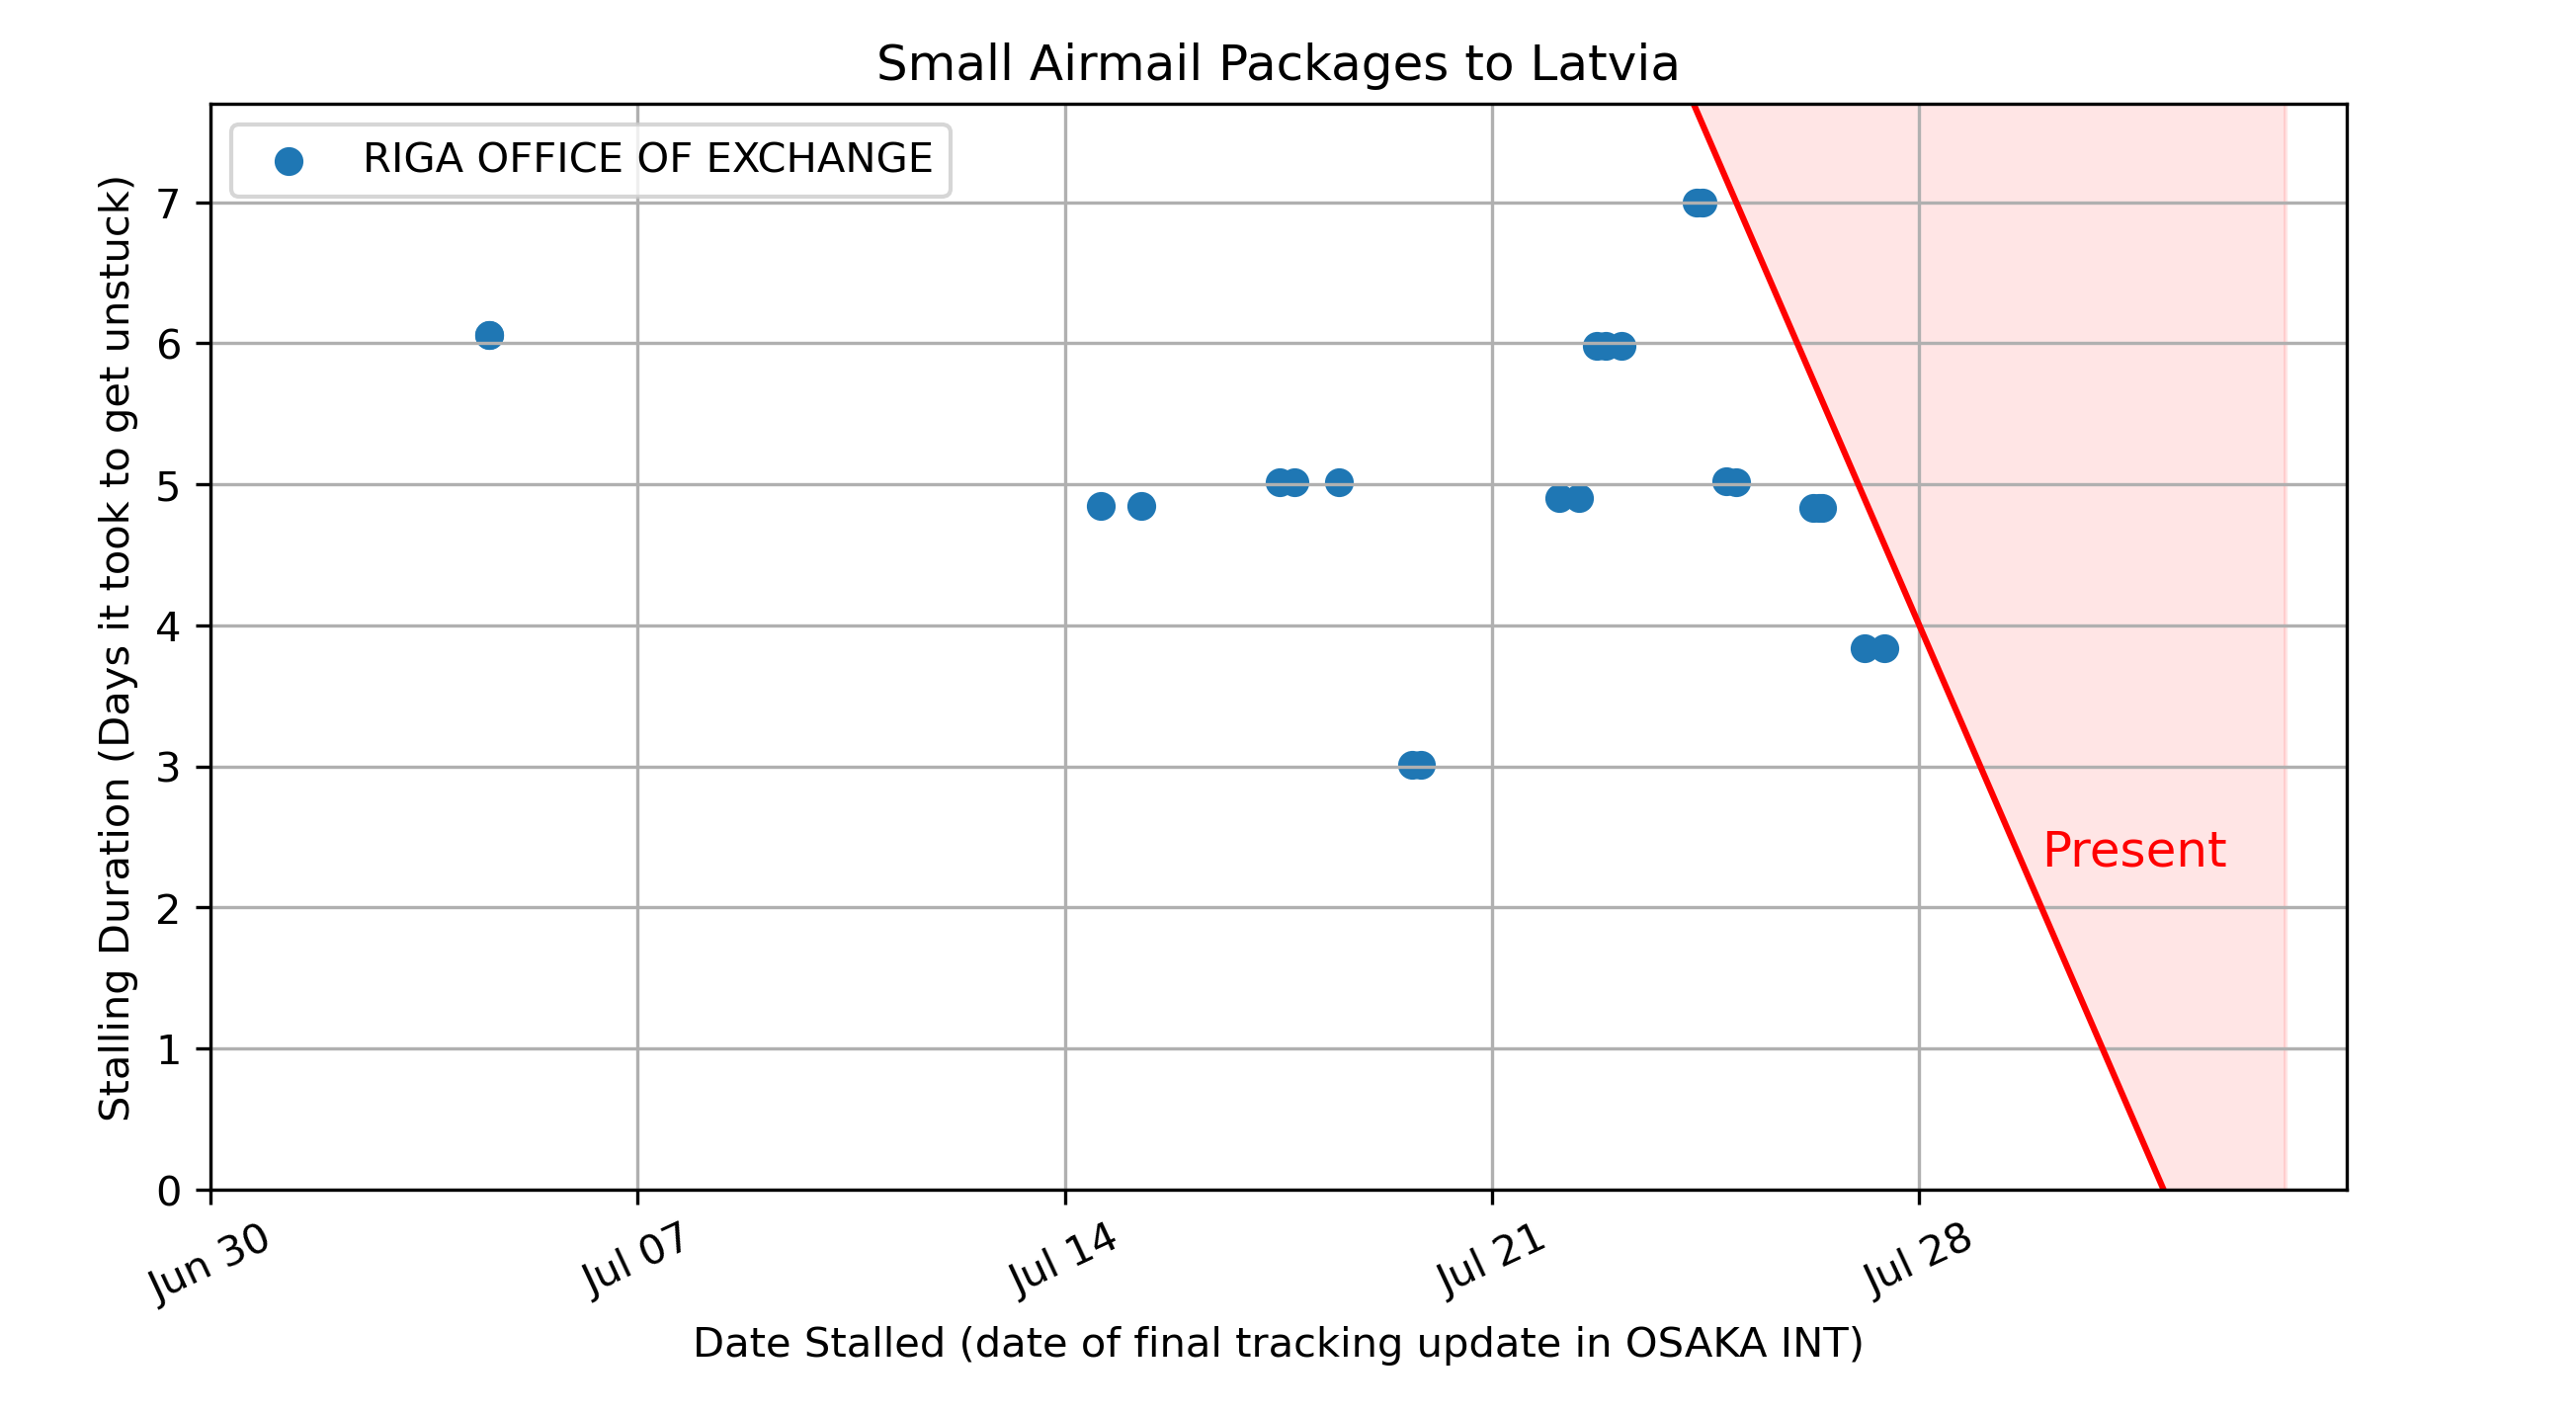 Small Airmail Packages to Latvia
RIGA OFFICE OF EXCHANGE
Stalling Duration (Days it took to get unstuck)
7
6
5
4
3
2
1
0
Present
Jun 30
Jul 07
Jul 14
Jul 21
Jul 28
Date Stalled (date of final tracking update in OSAKA INT)